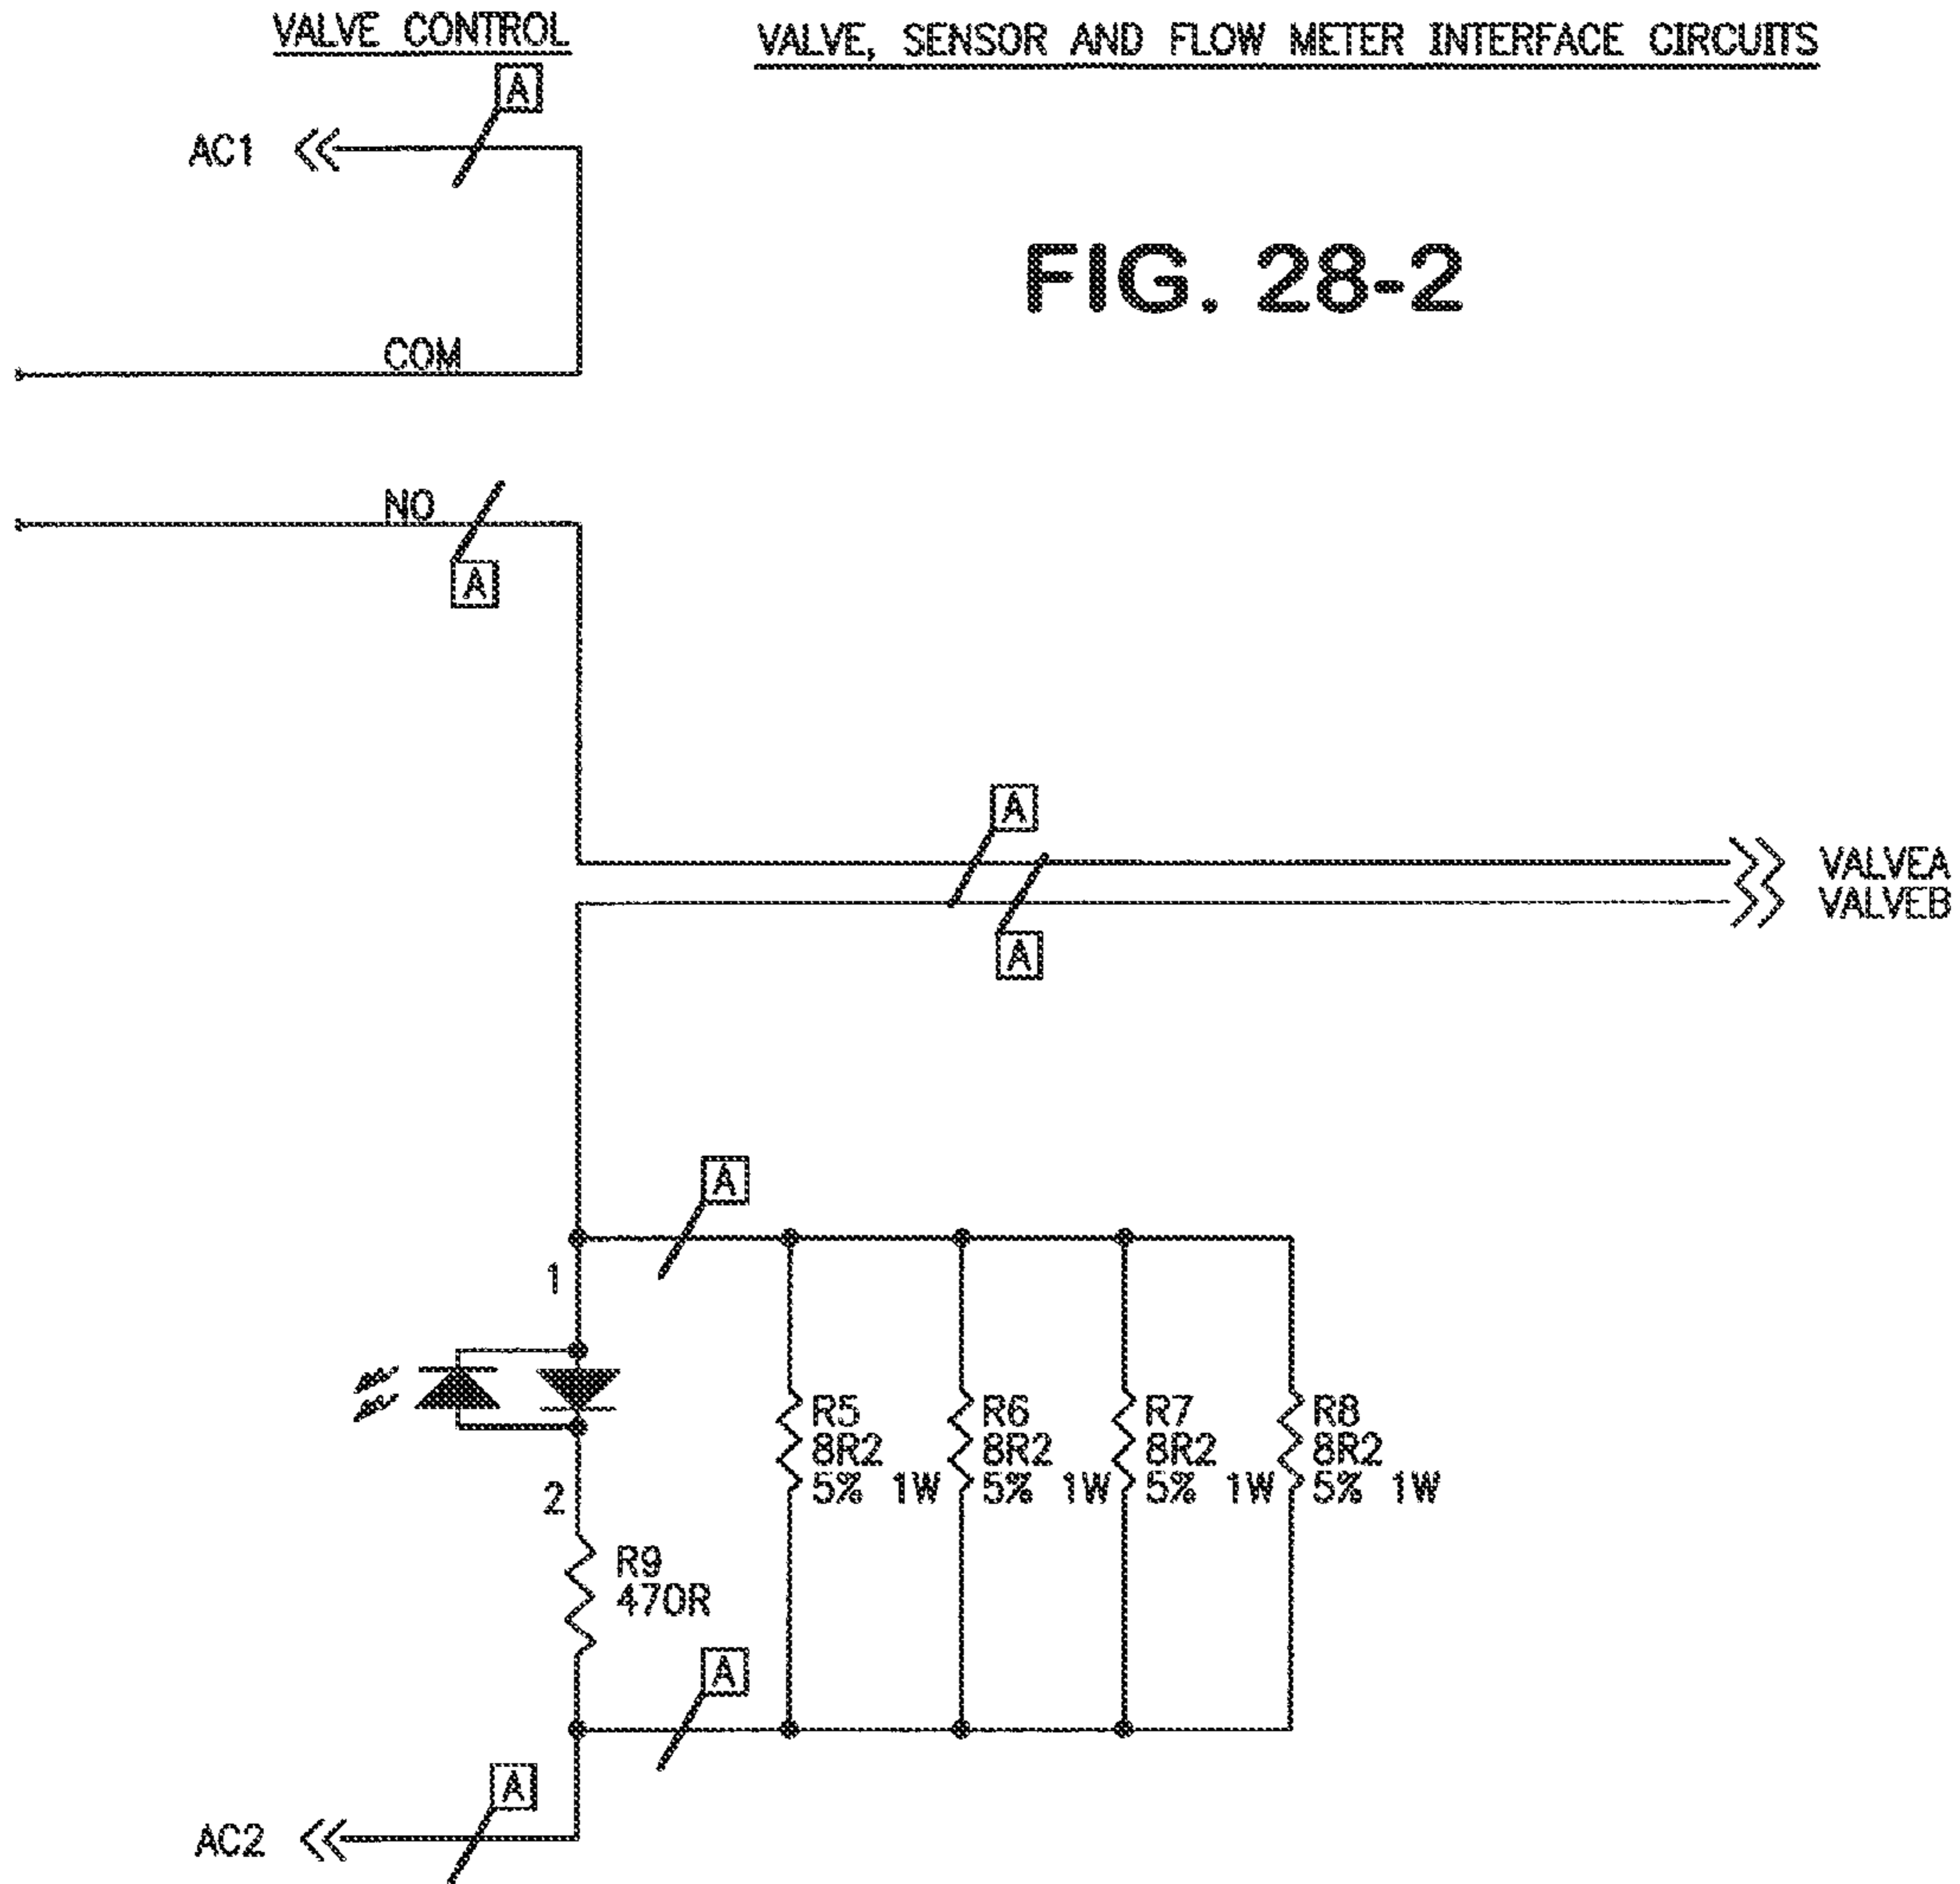 VALVE CONTROL
VALVE, SENSOR AND FLOW METER INTERFACE CIRCUITS
A
AC1
FIG. 28-2
COM
NO
A
A
VALVEA
VALVEB
A
A
1
R5
8R2
5% 1W
R6
8R2
5% 1W
R7
8R2
5% 1W
R8
8R2
5% 1W
2
R9
470R
A
A
AC2